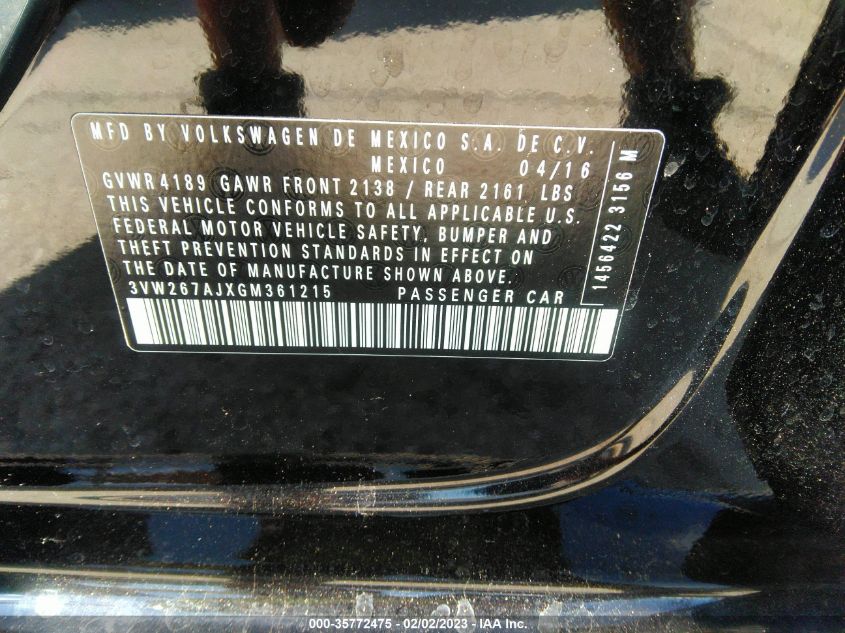 MFD BY VOLKSWAGEN DE MEXICO S.A. DE C.V.
MEXICO 04/16
GVWR 4189 GAWR FRONT 2138 / REAR 2161 LBS
THIS VEHICLE CONFORMS TO ALL APPLICABLE U.S.
FEDERAL MOTOR VEHICLE SAFETY, BUMPER AND
THEFT PREVENTION STANDARDS IN EFFECT ON
THE DATE OF MANUFACTURE SHOWN ABOVE.
3VW267AJXGM361215 PASSENGER CAR
1456422 3156 M
000-35772475 - 02/02/2023 - IAA Inc.